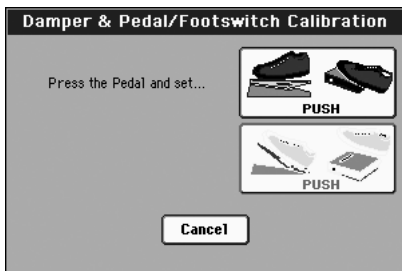 Damper & Pedal/Footswitch Calibration
Press the Pedal and set...
PUSH
PUSH
Cancel